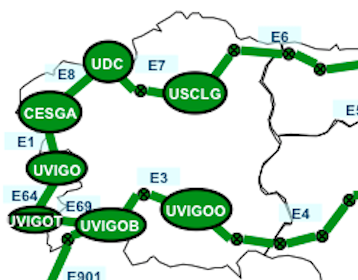 E6
UDC
E7
E8
USCLG
CESGA
E5
E1
UVIGO
E3
E64
E69
UVIGOT
UVIGOB
UVIGOO
E4
E901